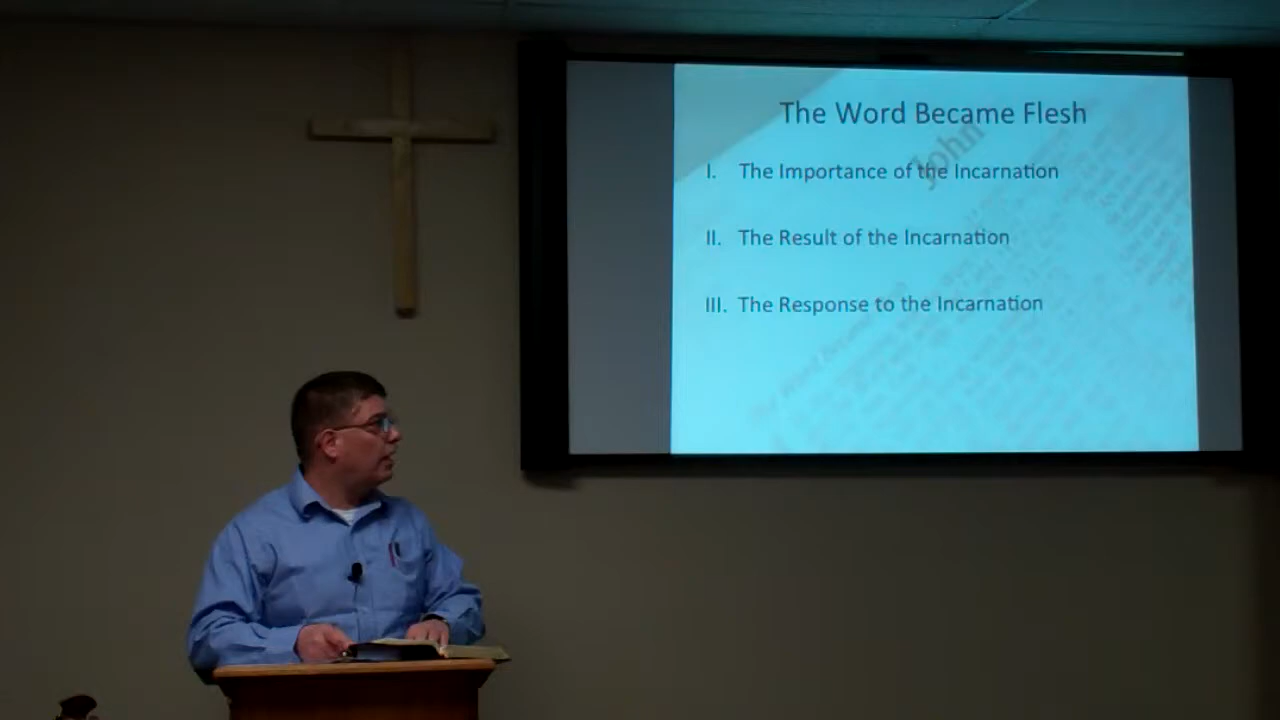 The Word Became Flesh
John
I. The Importance of the Incarnation
II. The Result of the Incarnation
III. The Response to the Incarnation